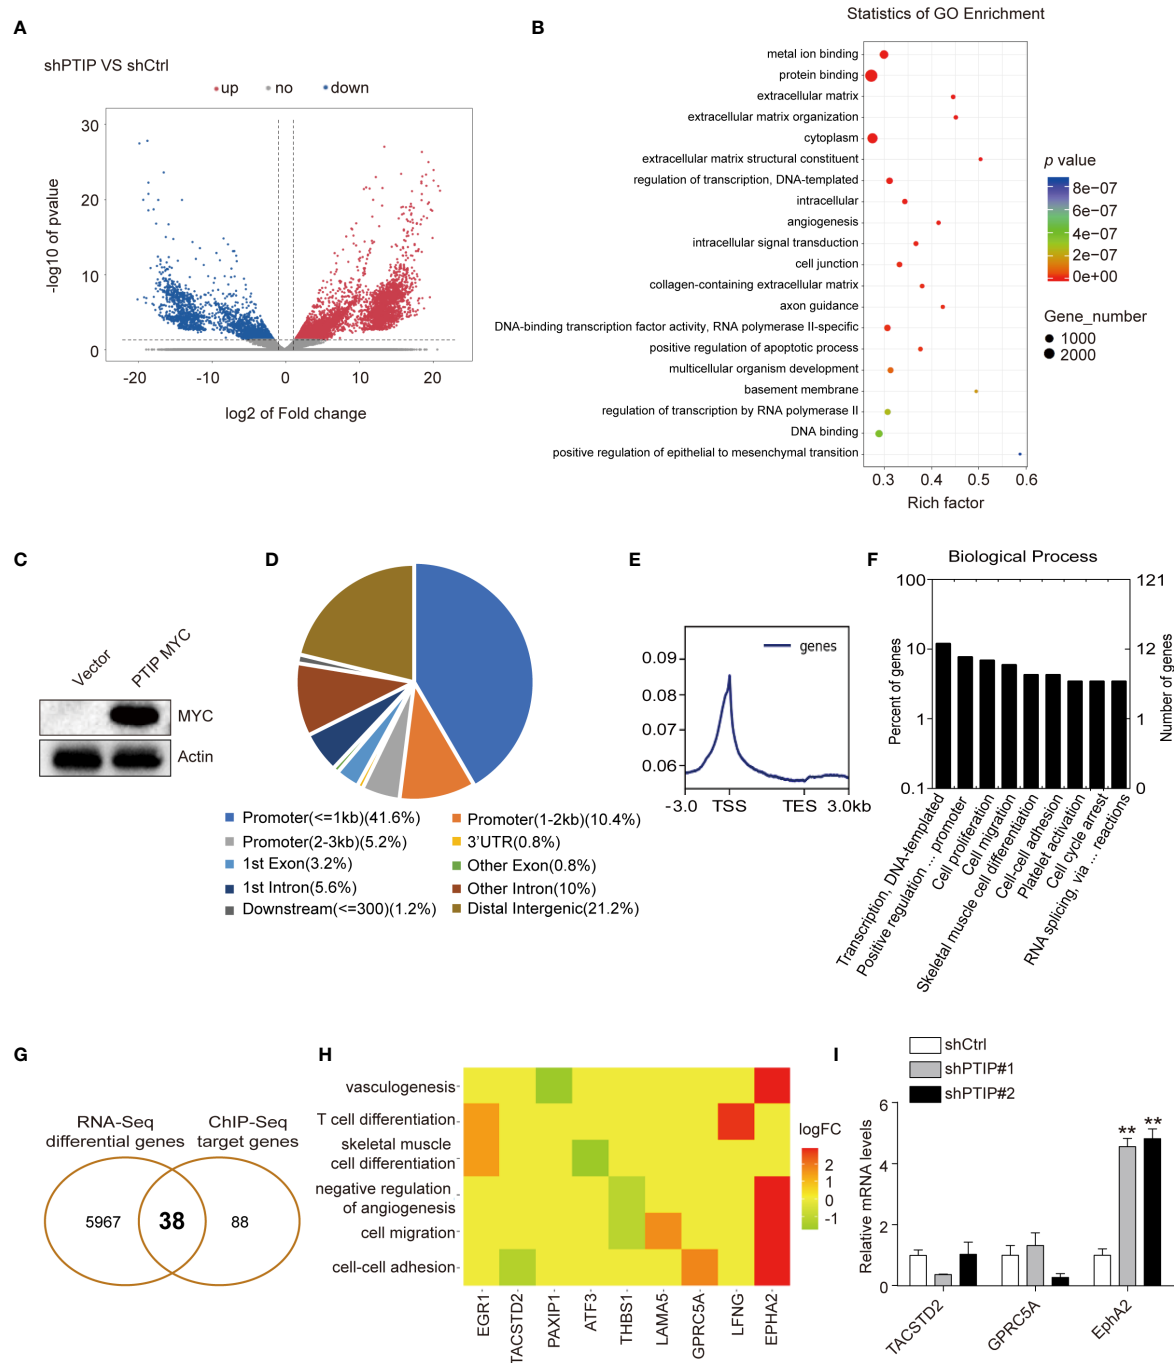 A
shPTIP VS shCtrl
up no down
30
20
10
0
-log10 of pvalue
-20 -10 0 10 20
log2 of Fold change
B
Statistics of GO Enrichment
metal ion binding
protein binding
extracellular matrix
extracellular matrix organization
cytoplasm
extracellular matrix structural constituent
regulation of transcription, DNA-templated
intracellular
angiogenesis
intracellular signal transduction
cell junction
collagen-containing extracellular matrix
axon guidance
DNA-binding transcription factor activity, RNA polymerase II-specific
positive regulation of apoptotic process
multicellular organism development
basement membrane
regulation of transcription by RNA polymerase II
DNA binding
positive regulation of epithelial to mesenchymal transition
0.3 0.4 0.5 0.6
Rich factor
p value
8e-07
6e-07
4e-07
2e-07
0e+00
Gene_number
1000
2000
C
Vector
PTIP MYC
MYC
Actin
D
Promoter(<=1kb)(41.6%)
Promoter(1-2kb)(10.4%)
Promoter(2-3kb)(5.2%)
3'UTR(0.8%)
1st Exon(3.2%)
Other Exon(0.8%)
1st Intron(5.6%)
Other Intron(10%)
Downstream(<=300)(1.2%)
Distal Intergenic(21.2%)
E
genes
0.09
0.08
0.07
0.06
-3.0 TSS TES 3.0kb
F
Biological Process
100
10
1
0.1
Percent of genes
121
12
1
0
Number of genes
Transcription, DNA-templated
Positive regulation ... promoter
Cell proliferation
Cell migration
Skeletal muscle cell differentiation
Cell-cell adhesion
Platelet activation
Cell cycle arrest
RNA splicing, via ... reactions
G
RNA-Seq
differential genes
ChIP-Seq
target genes
5967
38
88
H
vasculogenesis
T cell differentiation
skeletal muscle
cell differentiation
negative regulation
of angiogenesis
cell migration
cell-cell adhesion
EGR1
TACSTD2
PAXIP1
ATF3
THBS1
LAMA5
GPRC5A
LFNG
EPHA2
logFC
2
1
0
-1
I
shCtrl
shPTIP#1
shPTIP#2
6
4
2
0
Relative mRNA levels
**
**
TACSTD2
GPRC5A
EphA2